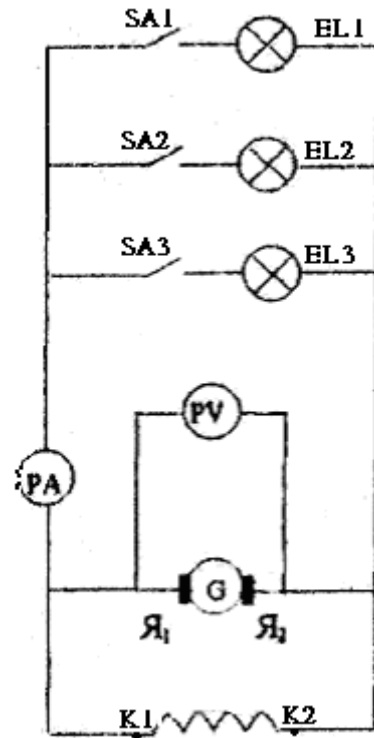 SA1 EL1
SA2 EL2
SA3 EL3
PV
PA
G
Я₁ Я₂
K1 K2